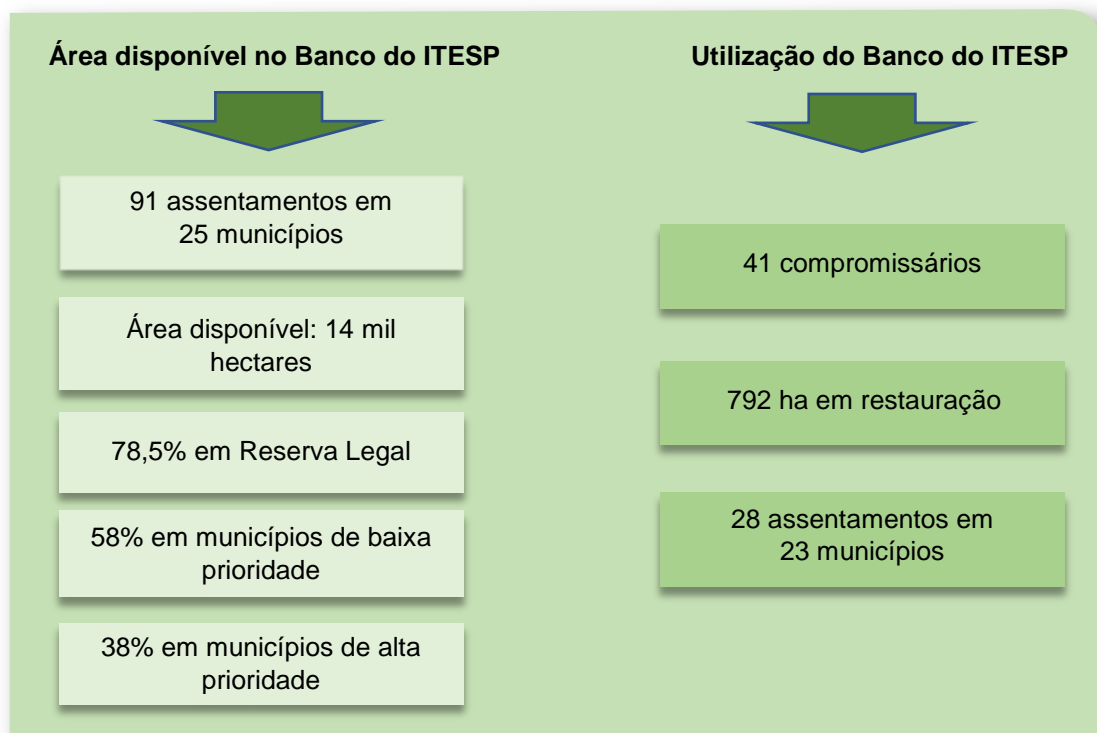 Área disponível no Banco do ITESP
91 assentamentos em
25 municípios
Área disponível: 14 mil
hectares
78,5% em Reserva Legal
58% em municípios de baixa
prioridade
38% em municípios de alta
prioridade
Utilização do Banco do ITESP
41 compromissários
792 ha em restauração
28 assentamentos em
23 municípios